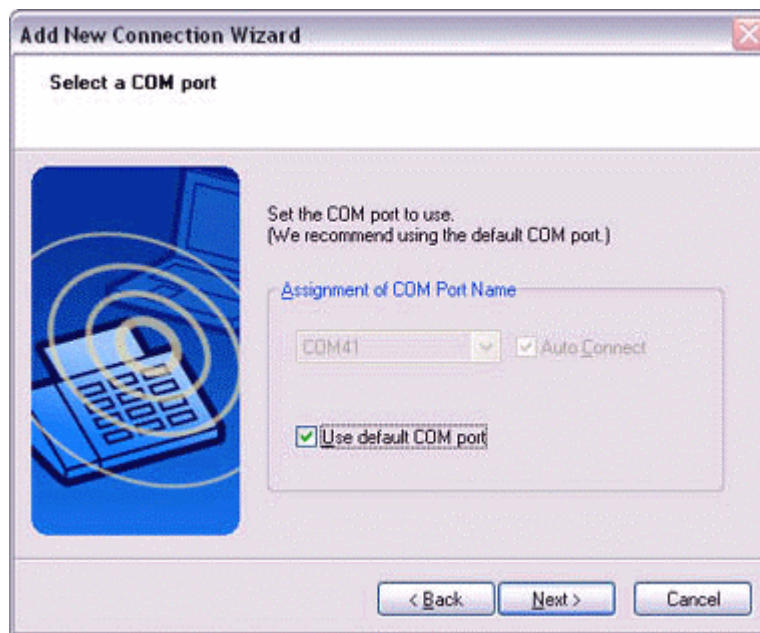 Add New Connection Wizard
Select a COM port
Set the COM port to use.
(We recommend using the default COM port.)
Assignment of COM Port Name
COM41
Auto Connect
Use default COM port
< Back
Next >
Cancel